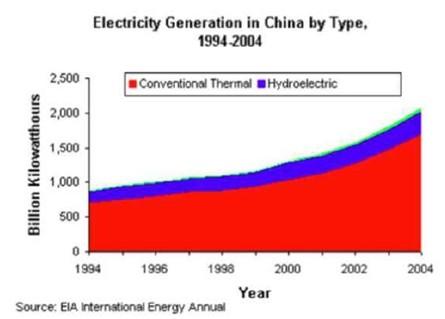 Electricity Generation in China by Type,
1994-2004
Conventional Thermal Hydroelectric
Billion Kilowatthours
2,500
2,000
1,500
1,000
500
0
1994 1996 1998 2000 2002 2004
Year
Source: EIA International Energy Annual